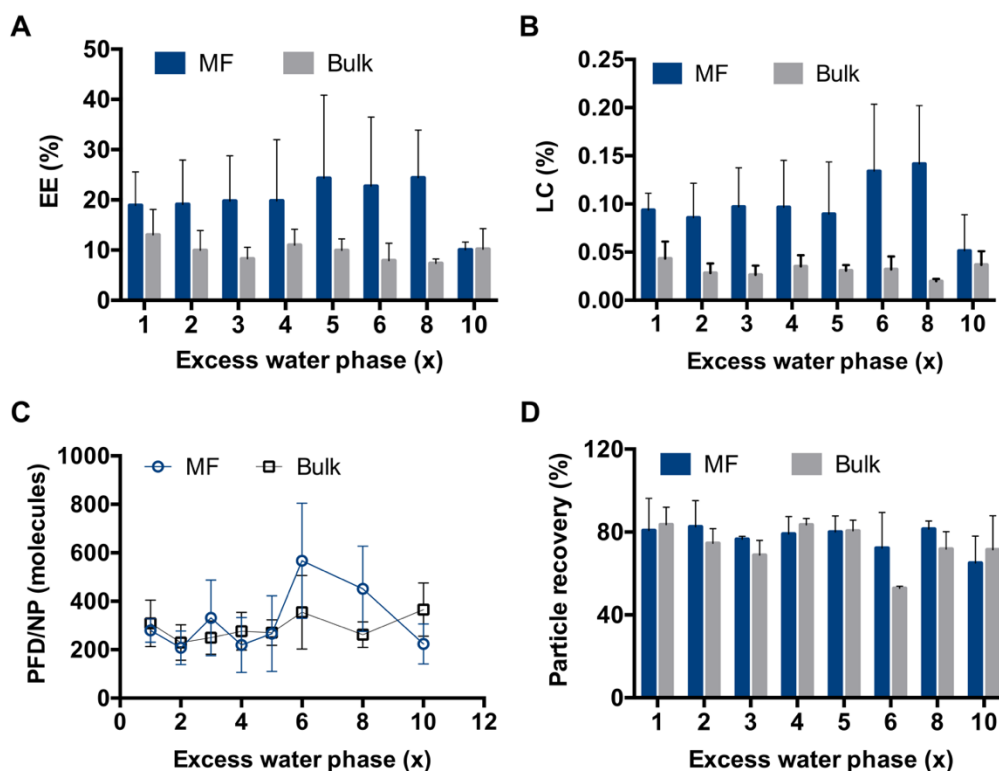 A
MF Bulk
EE (%)
50
40
30
20
10
0
1 2 3 4 5 6 8 10
Excess water phase (x)
B
MF Bulk
LC (%)
0.25
0.20
0.15
0.10
0.05
0.00
1 2 3 4 5 6 8 10
Excess water phase (x)
C
MF Bulk
PFD/NP (molecules)
1000
800
600
400
200
0
0 2 4 6 8 10 12
Excess water phase (x)
D
MF Bulk
Particle recovery (%)
120
80
40
0
1 2 3 4 5 6 8 10
Excess water phase (x)